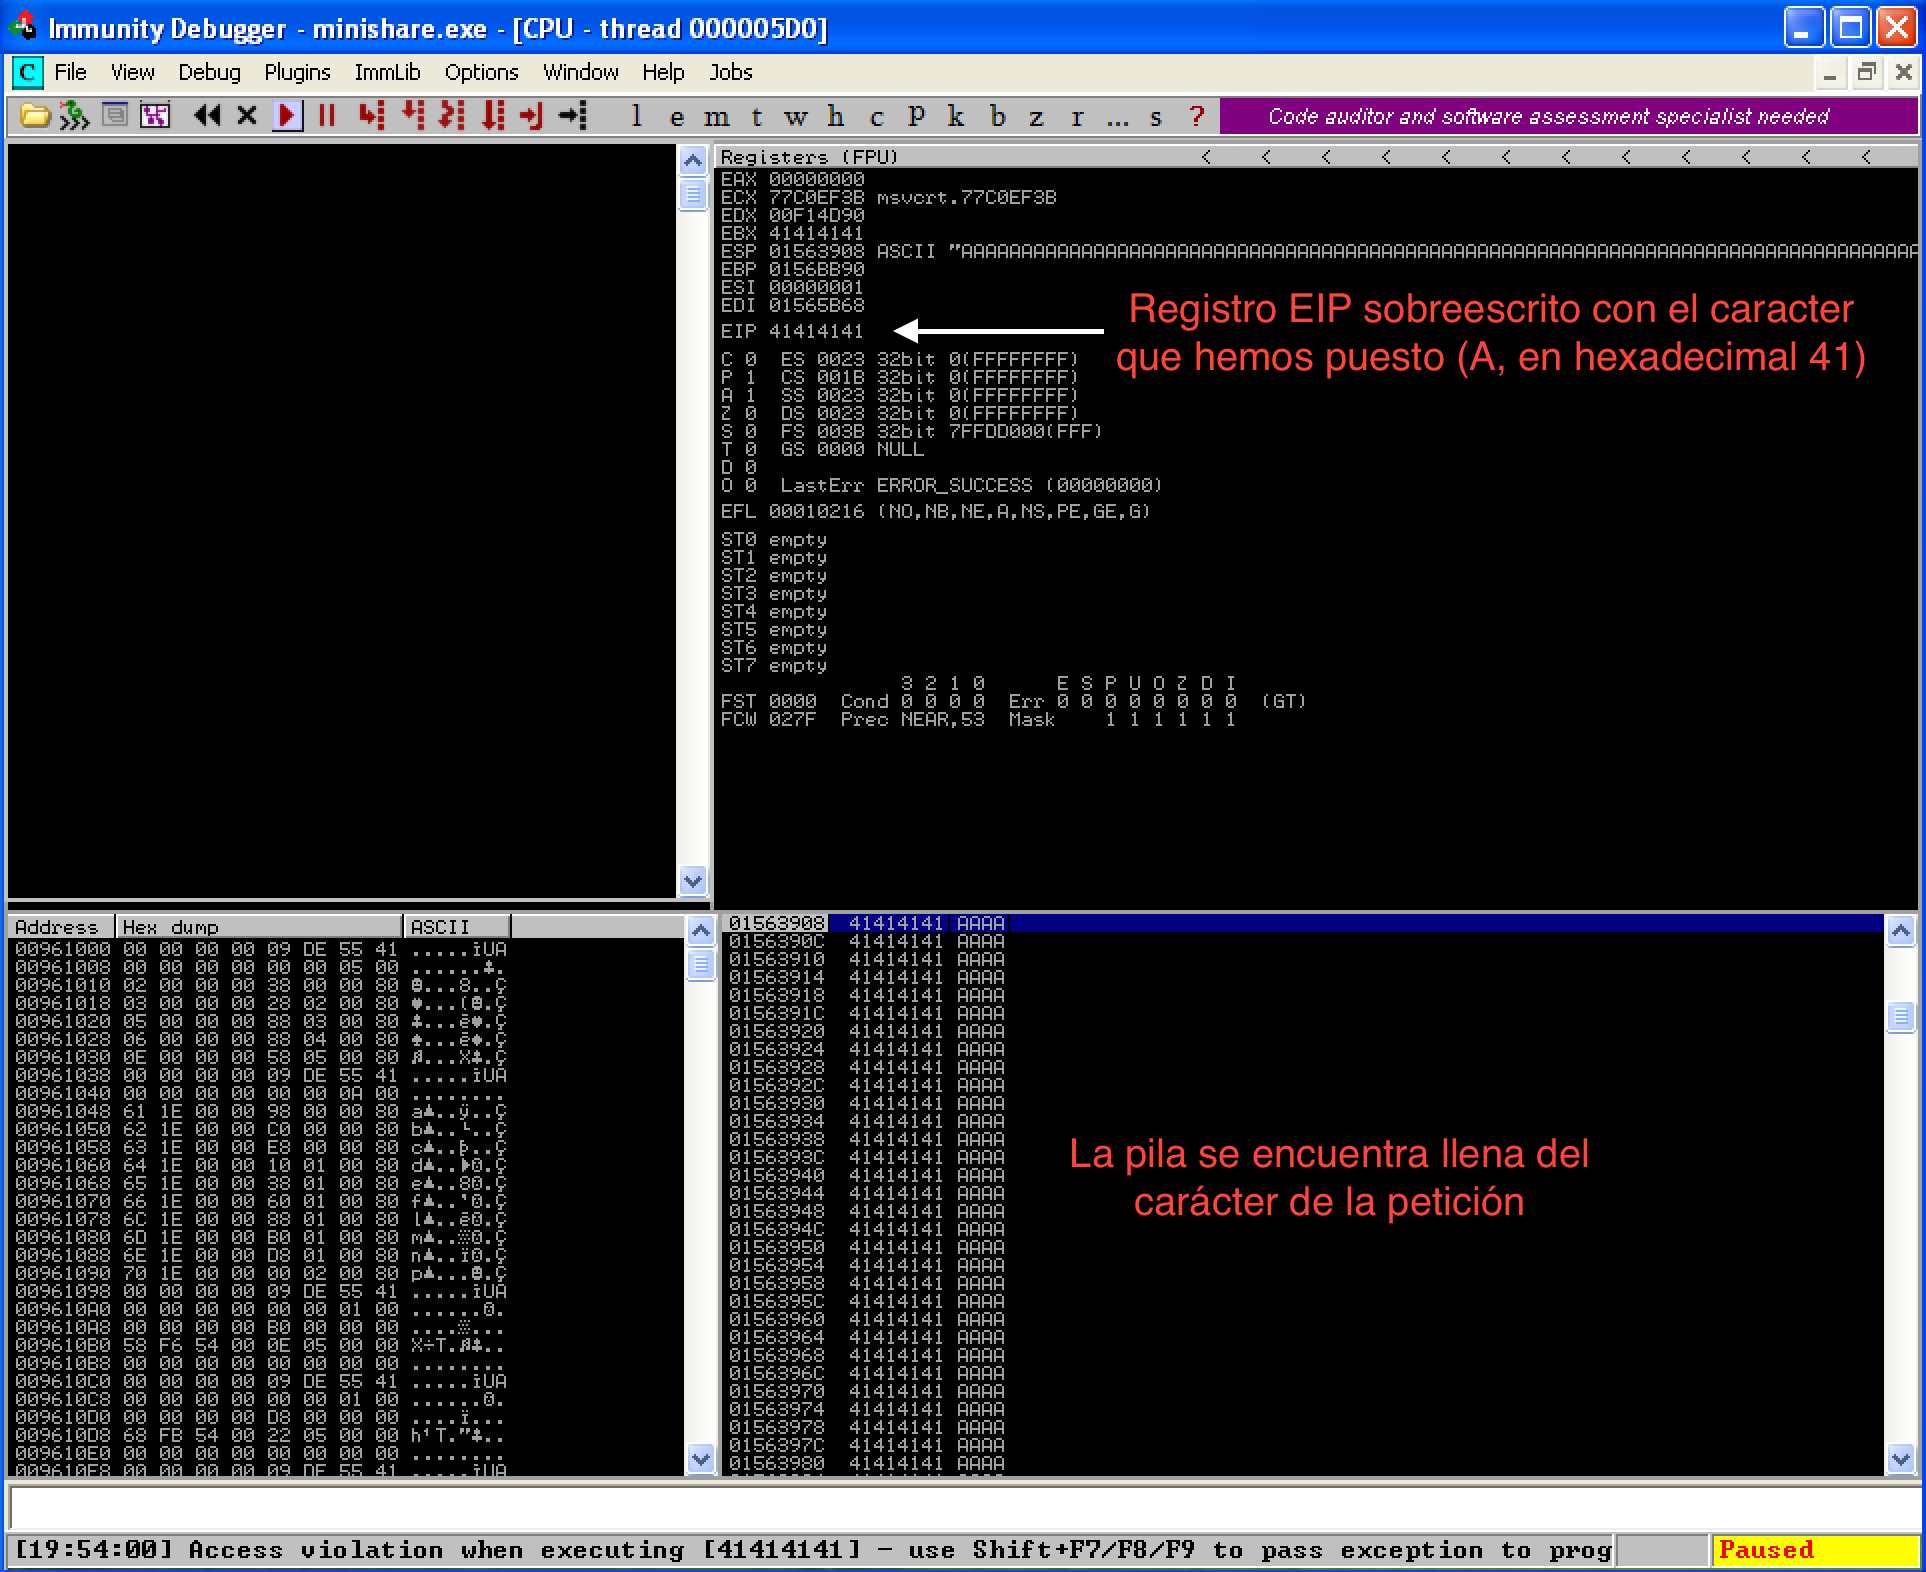 Immunity Debugger - minishare.exe - [CPU - thread 000005D0]
C File View Debug Plugins ImmLib Options Window Help Jobs
l e m t w h c P k b z r ... s ? Code auditor and software assessment specialist needed
Registers (FPU) < < < < < < < < < < < <
EAX 00000000
ECX 77C0EF3B msvcrt.77C0EF3B
EDX 00F14D90
EBX 41414141
EBP 0156BB90
ESI 00000001
EDI 01565B68
EIP 41414141
Registro EIP sobreescrito con el caracter
que hemos puesto (A, en hexadecimal 41)
C 0 ES 0023 32bit 0(FFFFFFFF)
P 1 CS 001B 32bit 0(FFFFFFFF)
A 1 SS 0023 32bit 0(FFFFFFFF)
Z 0 DS 0023 32bit 0(FFFFFFFF)
S 0 FS 003B 32bit 7FFDD000(FFF)
T 0 GS 0000 NULL
D 0
O 0 LastErr ERROR_SUCCESS (00000000)
EFL 00010216 (NO,NB,NE,A,NS,PE,GE,G)
ST0 empty
ST1 empty
ST2 empty
ST3 empty
ST4 empty
ST5 empty
ST6 empty
ST7 empty
3 2 1 0 E S P U O Z D I
FST 0000 Cond 0 0 0 0 Err 0 0 0 0 0 0 0 0 (GT)
FCW 027F Prec NEAR,53 Mask 1 1 1 1 1 1
Address Hex dump ASCII
00961000 00 00 00 00 09 DE 55 41
00961008 00 00 00 00 00 00 05 00
00961010 02 00 00 00 38 00 00 80
00961018 03 00 00 00 28 02 00 80
00961020 05 00 00 00 88 03 00 80
00961028 06 00 00 00 88 04 00 80
00961030 0E 00 00 00 58 05 00 80
00961038 00 00 00 00 09 DE 55 41
00961040 00 00 00 00 00 00 0A 00
00961048 61 1E 00 00 98 00 00 80
00961050 62 1E 00 00 C0 00 00 80
00961058 63 1E 00 00 E8 00 00 80
00961060 64 1E 00 00 10 01 00 80
00961068 65 1E 00 00 38 01 00 80
00961070 66 1E 00 00 60 01 00 80
00961078 6C 1E 00 00 88 01 00 80
00961080 6D 1E 00 00 B0 01 00 80
00961088 6E 1E 00 00 D8 01 00 80
00961090 70 1E 00 00 00 02 00 80
00961098 00 00 00 00 09 DE 55 41
009610A0 00 00 00 00 00 00 01 00
009610A8 00 00 00 00 B0 00 00 00
009610B0 58 F6 54 00 0E 05 00 00
009610B8 00 00 00 00 00 00 00 00
009610C0 00 00 00 00 09 DE 55 41
009610C8 00 00 00 00 00 00 01 00
009610D0 00 00 00 00 D8 00 00 00
009610D8 68 FB 54 00 22 05 00 00
009610E0 00 00 00 00 00 00 00 00
009610E8 00 00 00 00 09 DE 55 41
01563908 41414141 AAAA
0156390C 41414141 AAAA
01563910 41414141 AAAA
01563914 41414141 AAAA
01563918 41414141 AAAA
0156391C 41414141 AAAA
01563920 41414141 AAAA
01563924 41414141 AAAA
01563928 41414141 AAAA
0156392C 41414141 AAAA
01563930 41414141 AAAA
01563934 41414141 AAAA
01563938 41414141 AAAA
0156393C 41414141 AAAA
01563940 41414141 AAAA
01563944 41414141 AAAA
01563948 41414141 AAAA
0156394C 41414141 AAAA
01563950 41414141 AAAA
01563954 41414141 AAAA
01563958 41414141 AAAA
0156395C 41414141 AAAA
01563960 41414141 AAAA
01563964 41414141 AAAA
01563968 41414141 AAAA
0156396C 41414141 AAAA
01563970 41414141 AAAA
01563974 41414141 AAAA
01563978 41414141 AAAA
0156397C 41414141 AAAA
01563980 41414141 AAAA
La pila se encuentra llena del
carácter de la petición
[19:54:00] Access violation when executing [41414141] - use Shift+F7/F8/F9 to pass exception to prog
Paused